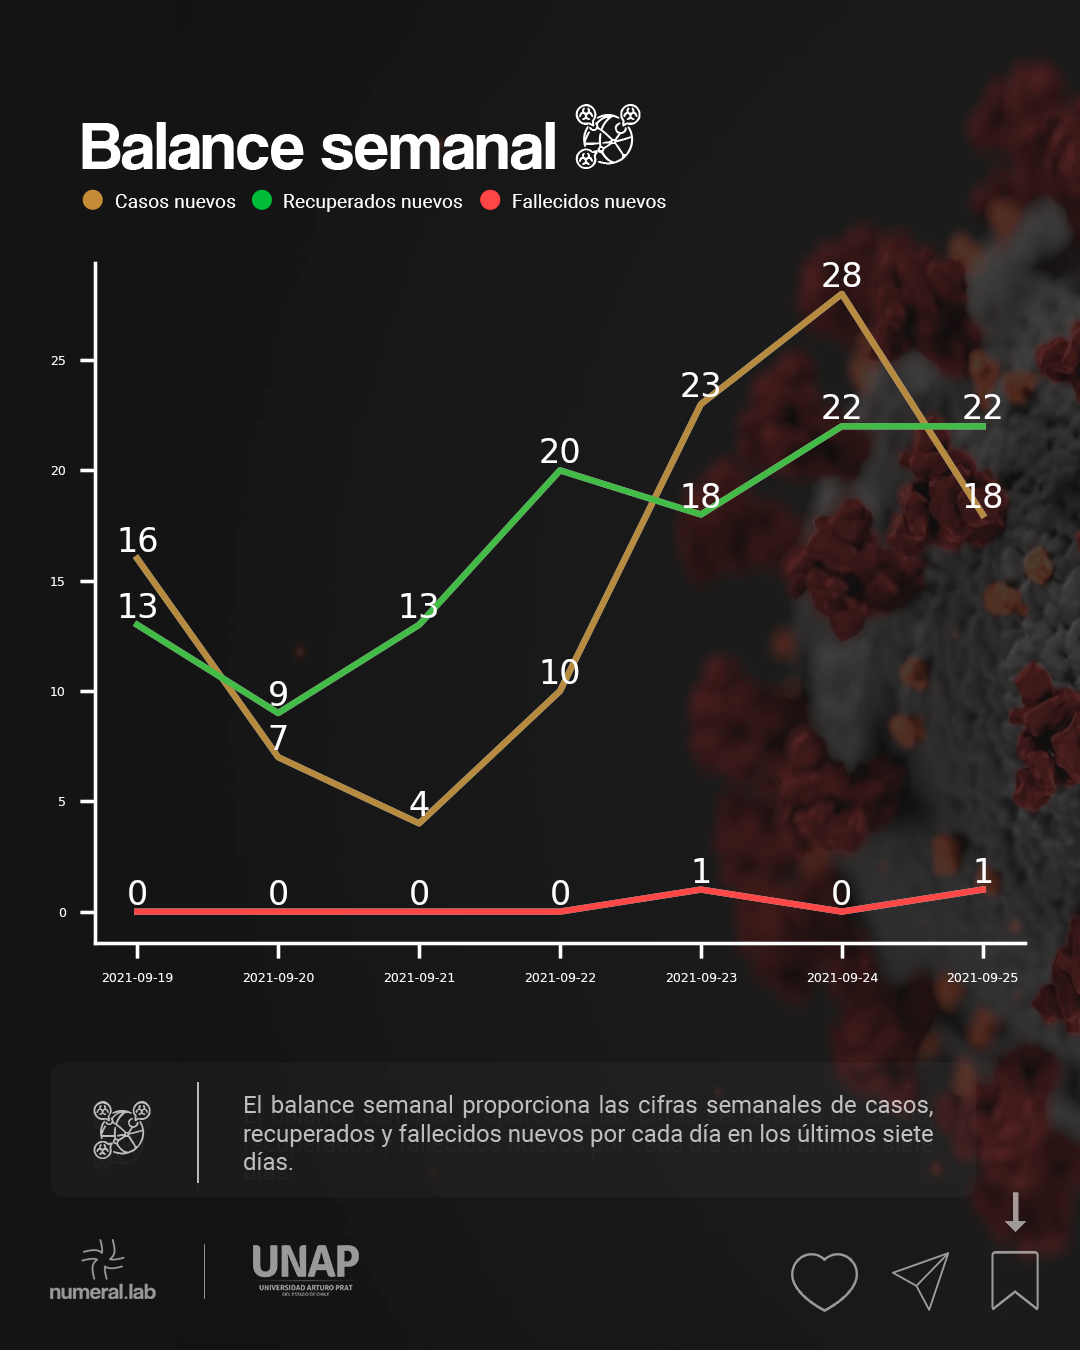 Balance semanal
Casos nuevos Recuperados nuevos Fallecidos nuevos
28
25
23
22 22
20
20
18 18
16
15
13 13
10
10
9
7
5
4
1 1
0 0 0 0 0
0
2021-09-19 2021-09-20 2021-09-21 2021-09-22 2021-09-23 2021-09-24 2021-09-25
El balance semanal proporciona las cifras semanales de casos,
recuperados y fallecidos nuevos por cada día en los últimos siete
días.
numeral.lab
UNAP
UNIVERSIDAD ARTURO PRAT
DEL ESTADO DE CHILE